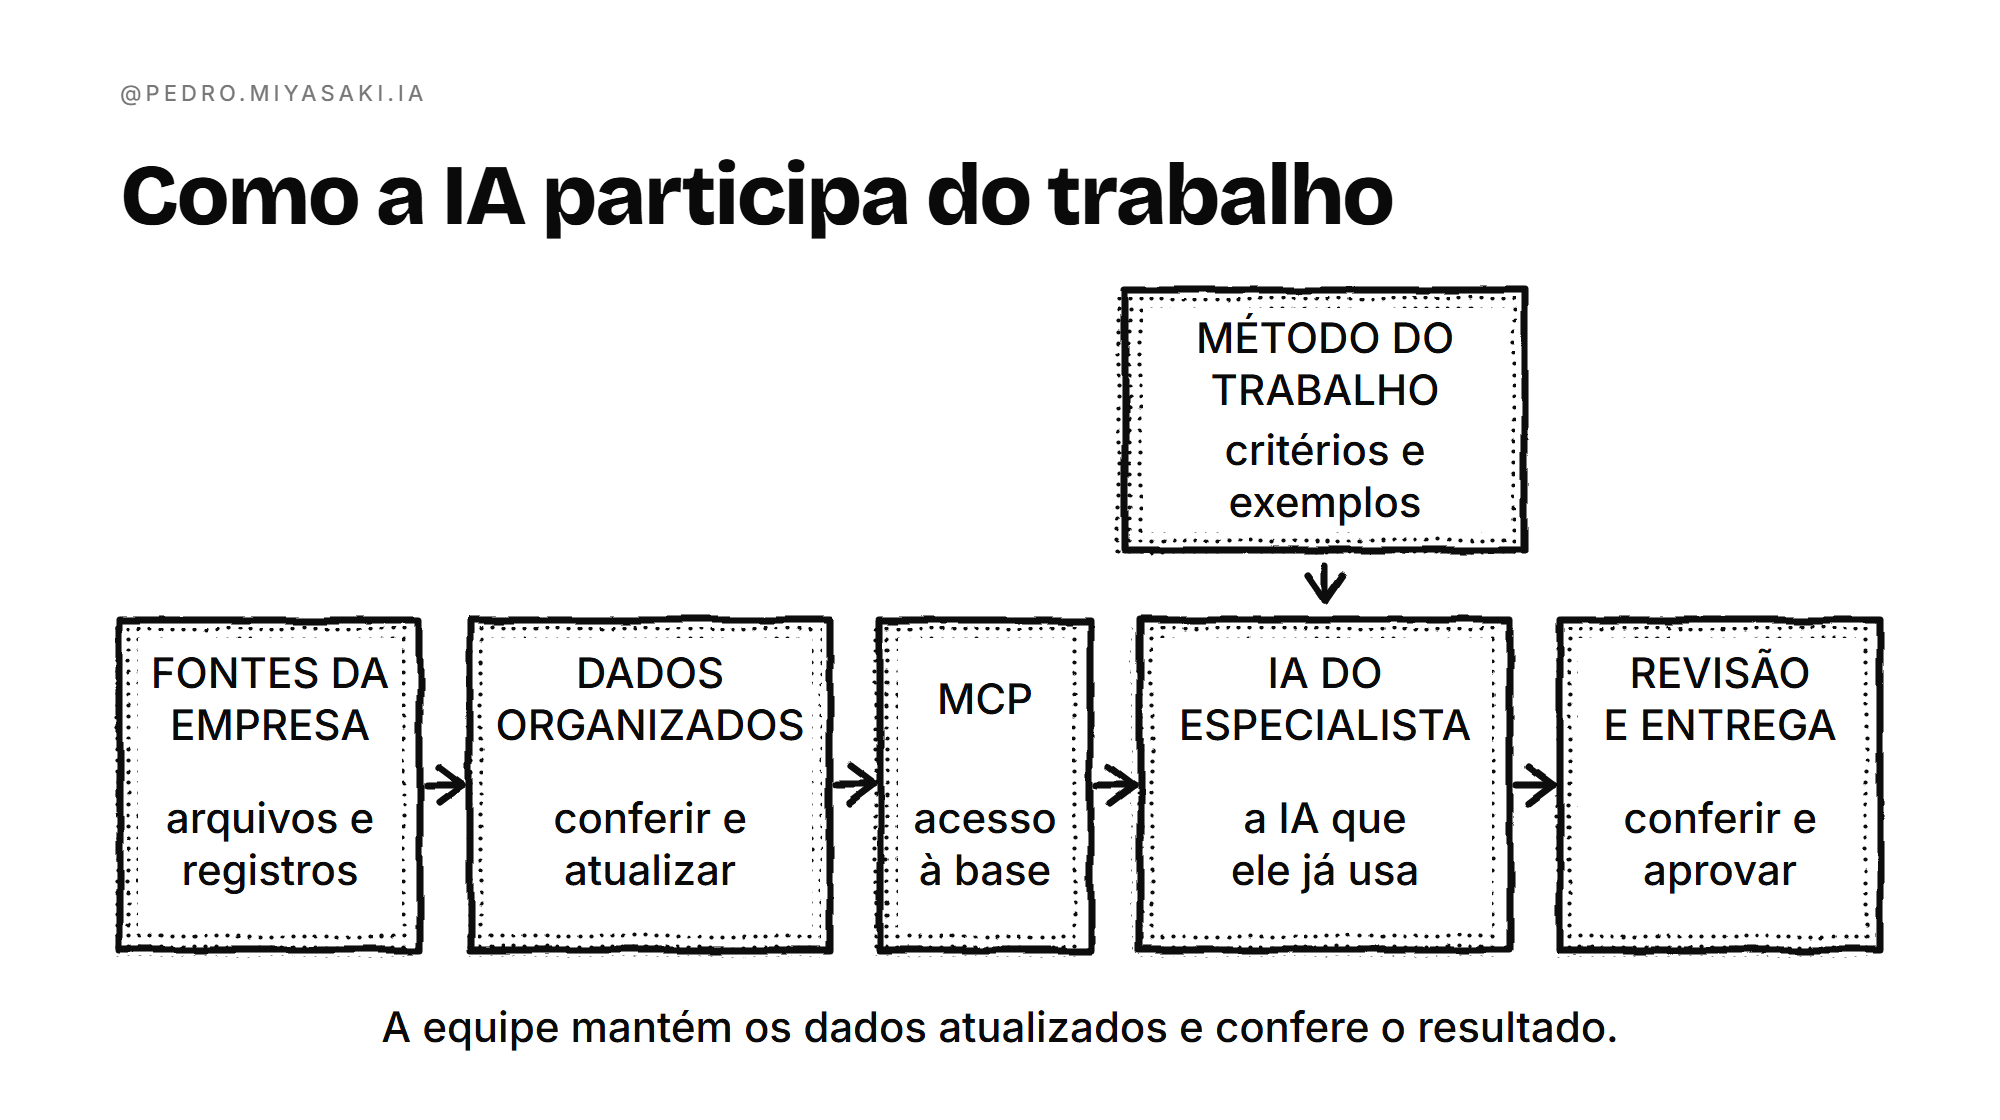 @PEDRO.MIYASAKI.IA
Como a IA participa do trabalho
MÉTODO DO
TRABALHO
critérios e
exemplos
FONTES DA
EMPRESA
arquivos e
registros
DADOS
ORGANIZADOS
conferir e
atualizar
MCP
acesso
à base
IA DO
ESPECIALISTA
a IA que
ele já usa
REVISÃO
E ENTREGA
conferir e
aprovar
A equipe mantém os dados atualizados e confere o resultado.